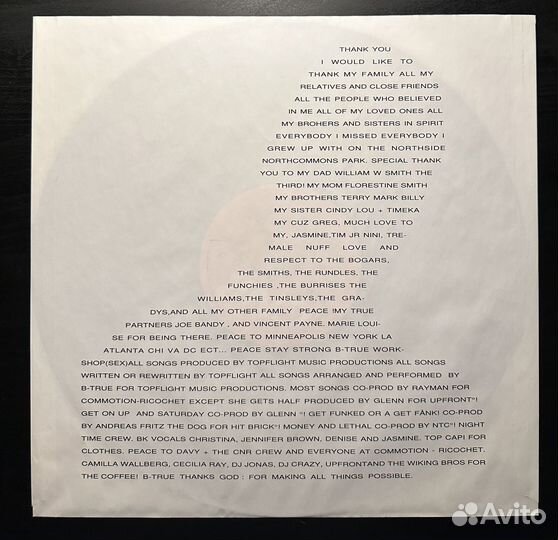 THANK YOU
I WOULD LIKE TO
THANK MY FAMILY ALL MY
RELATIVES AND CLOSE FRIENDS
ALL THE PEOPLE WHO BELIEVED
IN ME ALL OF MY LOVED ONES ALL
MY BROHERS AND SISTERS IN SPIRIT
EVERYBODY I MISSED EVERYBODY I
GREW UP WITH ON THE NORTHSIDE
NORTHCOMMONS PARK. SPECIAL THANK
YOU TO MY DAD WILLIAM W SMITH THE
THIRD! MY MOM FLORESTINE SMITH
MY BROTHERS TERRY MARK BILLY
MY SISTER CINDY LOU + TIMEKA
MY CUZ GREG, MUCH LOVE TO
MY, JASMINE,TIM JR NINI, TRE-
MALE NUFF LOVE AND
RESPECT TO THE BOGARS,
THE SMITHS, THE RUNDLES, THE
FUNCHIES ,THE BURRISES THE
WILLIAMS,THE TINSLEYS,THE GRA-
DYS,AND ALL MY OTHER FAMILY PEACE !MY TRUE
PARTNERS JOE BANDY , AND VINCENT PAYNE. MARIE LOUI-
SE FOR BEING THERE. PEACE TO MINNEAPOLIS NEW YORK LA
ATLANTA CHI VA DC ECT... PEACE STAY STRONG B-TRUE WORK-
SHOP(SEX)ALL SONGS PRODUCED BY TOPFLIGHT MUSIC PRODUCTIONS ALL SONGS
WRITTEN OR REWRITTEN BY TOPFLIGHT ALL SONGS ARRANGED AND PERFORMED BY
B-TRUE FOR TOPFLIGHT MUSIC PRODUCTIONS. MOST SONGS CO-PROD BY RAYMAN FOR
COMMOTION-RICOCHET EXCEPT SHE GETS HALF PRODUCED BY GLENN FOR UPFRONT"!
GET ON UP AND SATURDAY CO-PROD BY GLENN "! GET FUNKED OR A GET FÅNK! CO-PROD
BY ANDREAS FRITZ THE DOG FOR HIT BRICK"! MONEY AND LETHAL CO-PROD BY NTC"! NIGHT
TIME CREW. BK VOCALS CHRISTINA, JENNIFER BROWN, DENISE AND JASMINE. TOP CAPI FOR
CLOTHES. PEACE TO DAVY + THE CNR CREW AND EVERYONE AT COMMOTION - RICOCHET.
CAMILLA WALLBERG, CECILIA RAY, DJ JONAS, DJ CRAZY, UPFRONTAND THE WIKING BROS FOR
THE COFFEE! B-TRUE THANKS GOD : FOR MAKING ALL THINGS POSSIBLE.
Avito